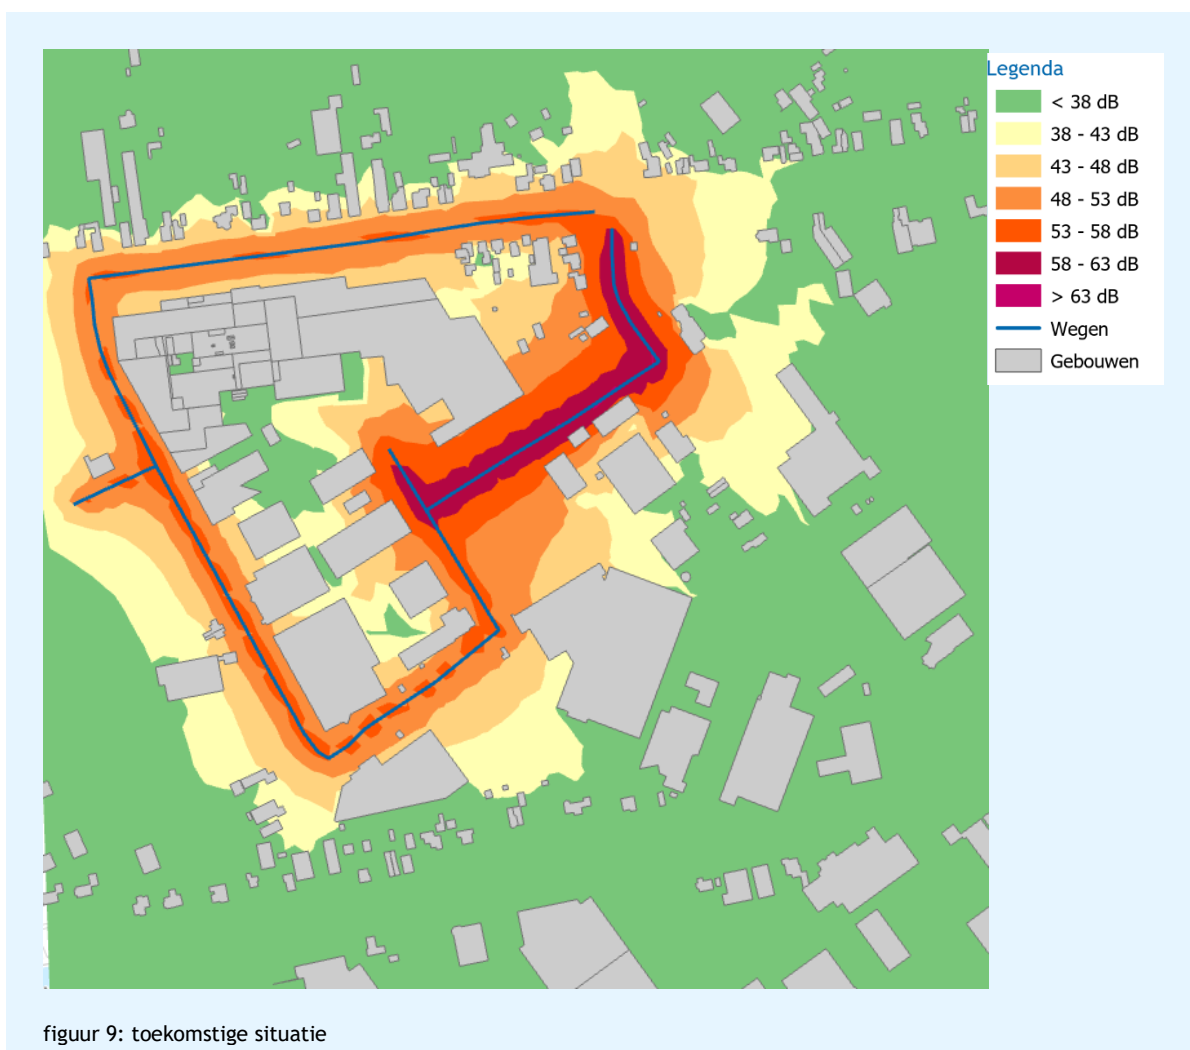 Legenda
< 38 dB
38 - 43 dB
43 - 48 dB
48 - 53 dB
53 - 58 dB
58 - 63 dB
> 63 dB
Wegen
Gebouwen
figuur 9: toekomstige situatie